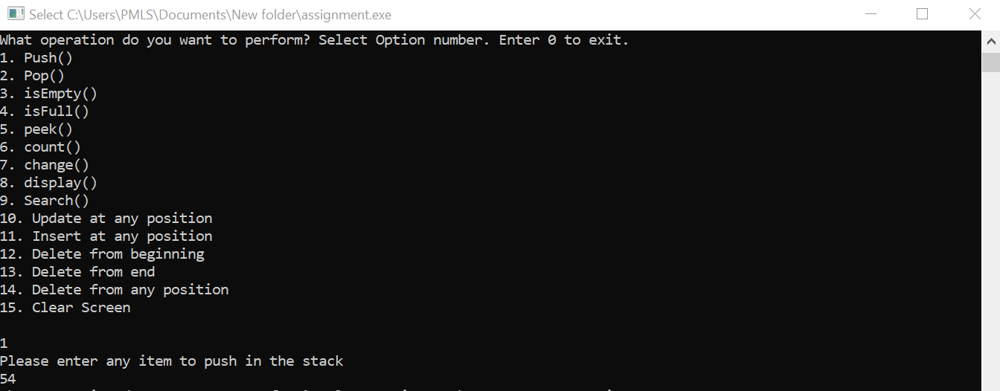 Select C:\Users\PMLS\Documents\New folder\assignment.exe
What operation do you want to perform? Select Option number. Enter 0 to exit.
1. Push()
2. Pop()
3. isEmpty()
4. isFull()
5. peek()
6. count()
7. change()
8. display()
9. Search()
10. Update at any position
11. Insert at any position
12. Delete from beginning
13. Delete from end
14. Delete from any position
15. Clear Screen
1
Please enter any item to push in the stack
54